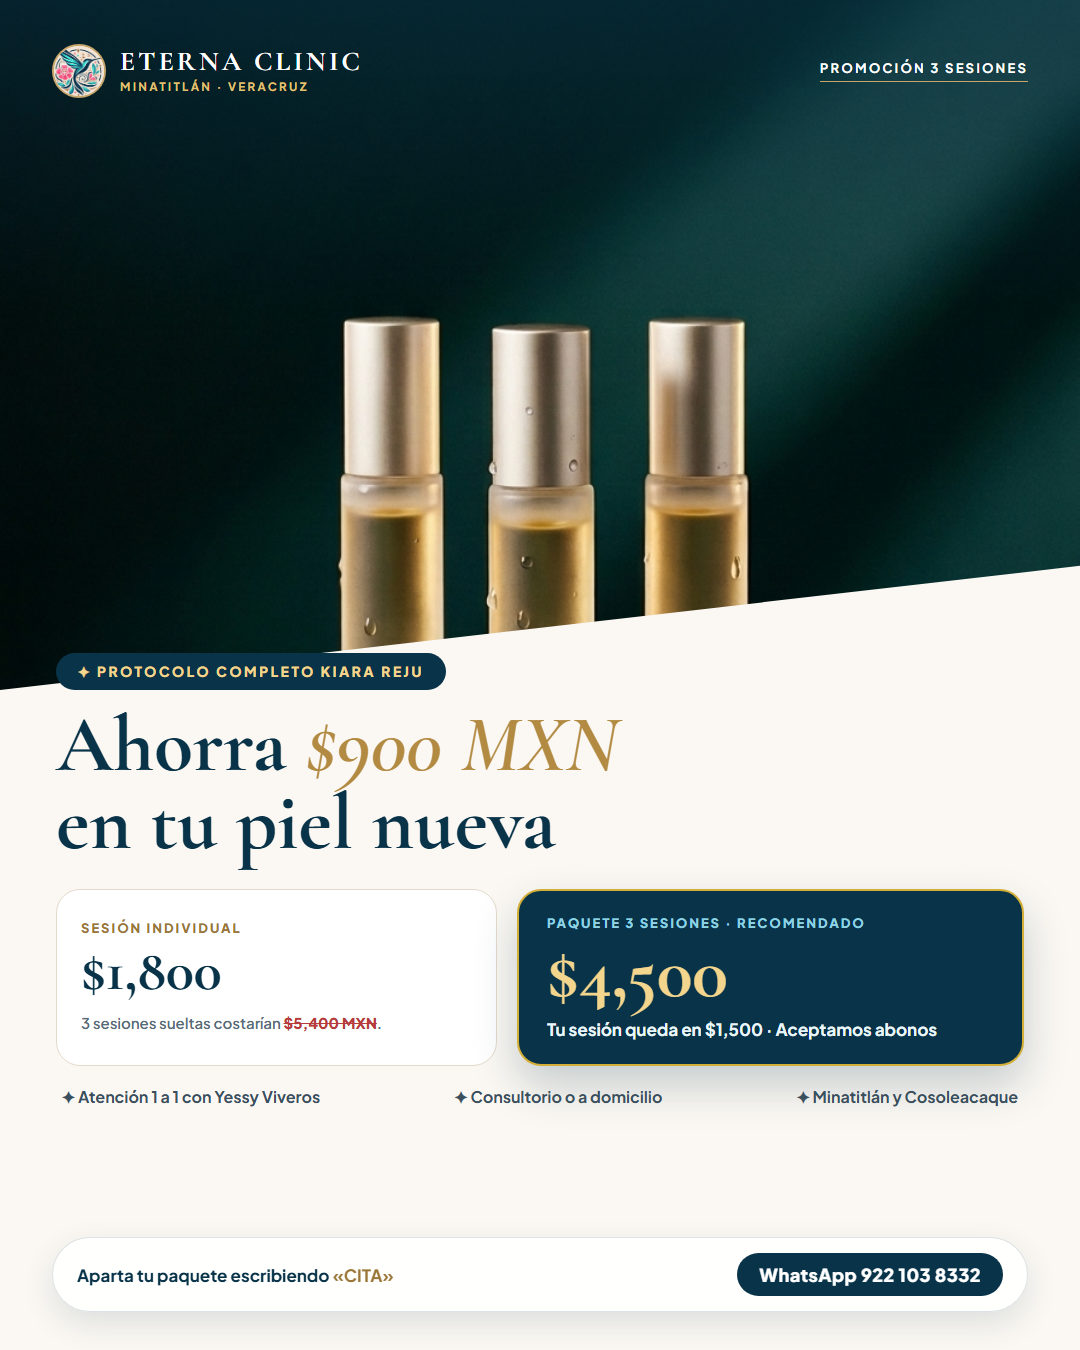 ETERNA CLINIC
MINATITLÁN · VERACRUZ
PROMOCIÓN 3 SESIONES
✦ PROTOCOLO COMPLETO KIARA REJU
Ahorra $900 MXN
en tu piel nueva
SESIÓN INDIVIDUAL
$1,800
3 sesiones sueltas costarían $5,400 MXN.
PAQUETE 3 SESIONES · RECOMENDADO
$4,500
Tu sesión queda en $1,500 · Aceptamos abonos
✦ Atención 1 a 1 con Yessy Viveros
✦ Consultorio o a domicilio
✦ Minatitlán y Cosoleacaque
Aparta tu paquete escribiendo «CITA»
WhatsApp 922 103 8332